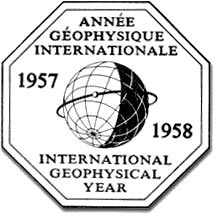 ANNÉE
GÉOPHYSIQUE
INTERNATIONALE
1957
1958
INTERNATIONAL
GEOPHYSICAL
YEAR